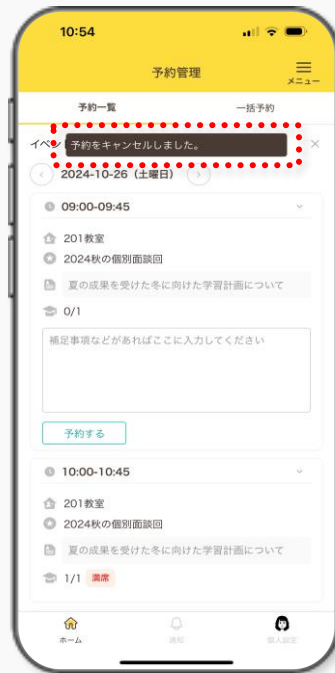 10:54
予約管理
メニュー
予約一覧
一括予約
イベン
予約をキャンセルしました。
2024-10-26（土曜日）
09:00-09:45
201教室
2024秋の個別面談回
夏の成果を受けた冬に向けた学習計画について
0/1
補足事項などがあればここに入力してください
予約する
10:00-10:45
201教室
2024秋の個別面談回
夏の成果を受けた冬に向けた学習計画について
1/1 満席
ホーム
通知
個人設定